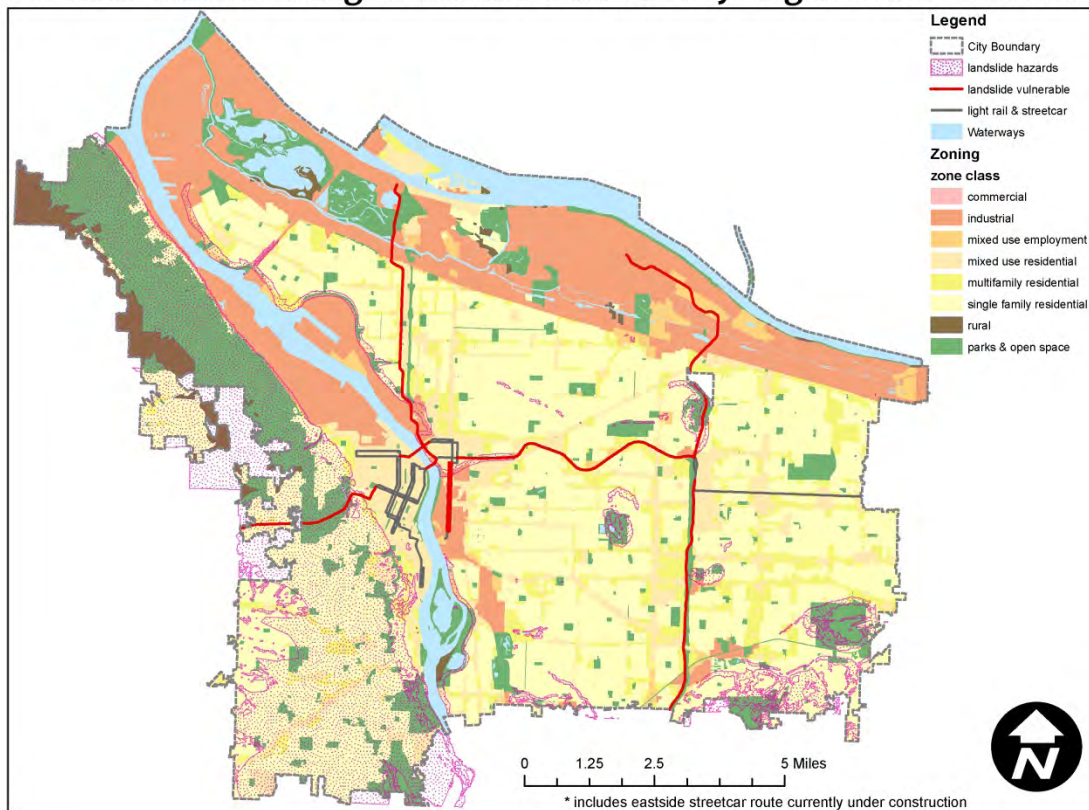 Legend
City Boundary
landslide hazards
landslide vulnerable
light rail & streetcar
Waterways
Zoning
zone class
commercial
industrial
mixed use employment
mixed use residential
multifamily residential
single family residential
rural
parks & open space
N
0 1.25 2.5 5 Miles
* includes eastside streetcar route currently under construction